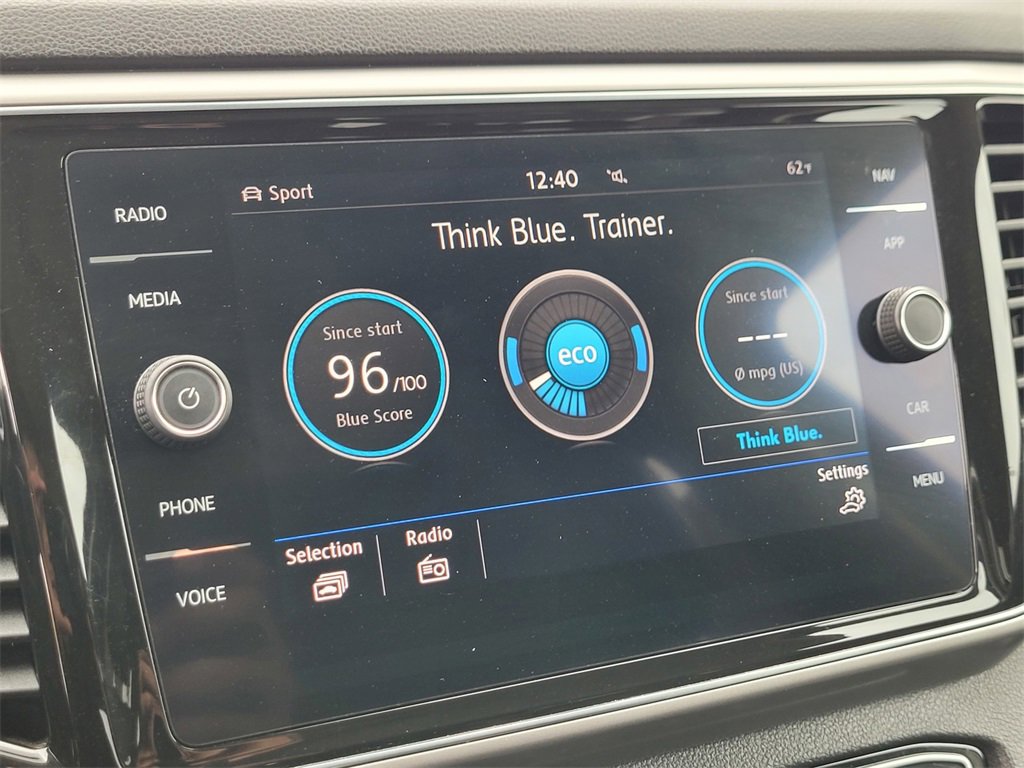 Sport
12:40
62°F
NAV
RADIO
Think Blue. Trainer.
APP
MEDIA
Since start
96/100
Blue Score
eco
Since start
---
Ø mpg (US)
CAR
Think Blue.
Settings
MENU
PHONE
Selection
Radio
VOICE